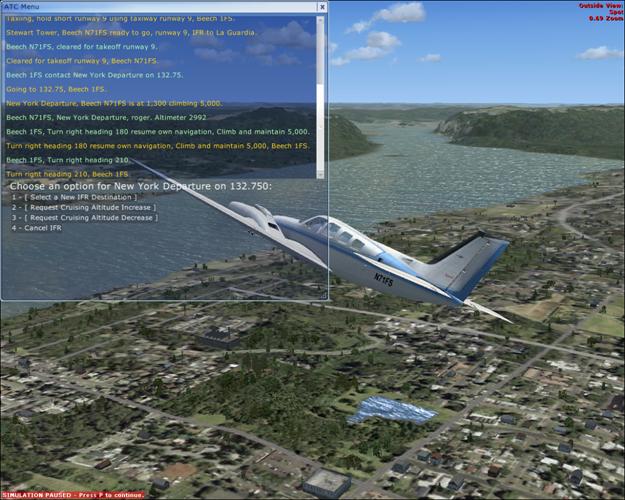 ATC Menu
X
Taxiing, hold short runway 9 using taxiway runway 9, Beech 1FS.
Stewart Tower, Beech N71FS ready to go, runway 9, IFR to La Guardia.
Beech N71FS, cleared for takeoff runway 9.
Cleared for takeoff runway 9, Beech N71FS.
Beech 1FS contact New York Departure on 132.75.
Going to 132.75, Beech 1FS.
New York Departure, Beech N71FS is at 1,300 climbing 5,000.
Beech N71FS, New York Departure, roger. Altimeter 2992
Beech 1FS, Turn right heading 180 resume own navigation, Climb and maintain 5,000.
Turn right heading 180 resume own navigation, Climb and maintain 5,000, Beech 1FS.
Beech 1FS, Turn right heading 210.
Turn right heading 210, Beech 1FS
Choose an option for New York Departure on 132.750:
1 - [ Select a New IFR Destination ]
2 - [ Request Cruising Altitude Increase ]
3 - [ Request Cruising Altitude Decrease ]
4 - Cancel IFR
Outside View:
Spot
0.69 Zoom
N71FS
SIMULATION PAUSED - Press P to continue.